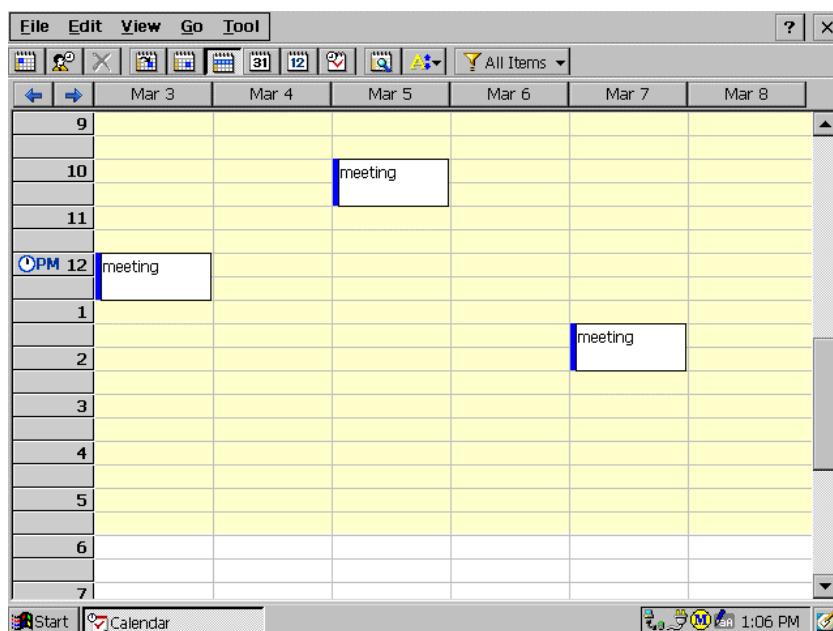 File Edit View Go Tool ? ×
31 12 All Items
Mar 3 Mar 4 Mar 5 Mar 6 Mar 7 Mar 8
9
10 meeting
11
PM 12 meeting
1
meeting
2
3
4
5
6
7
Start Calendar M 1:06 PM